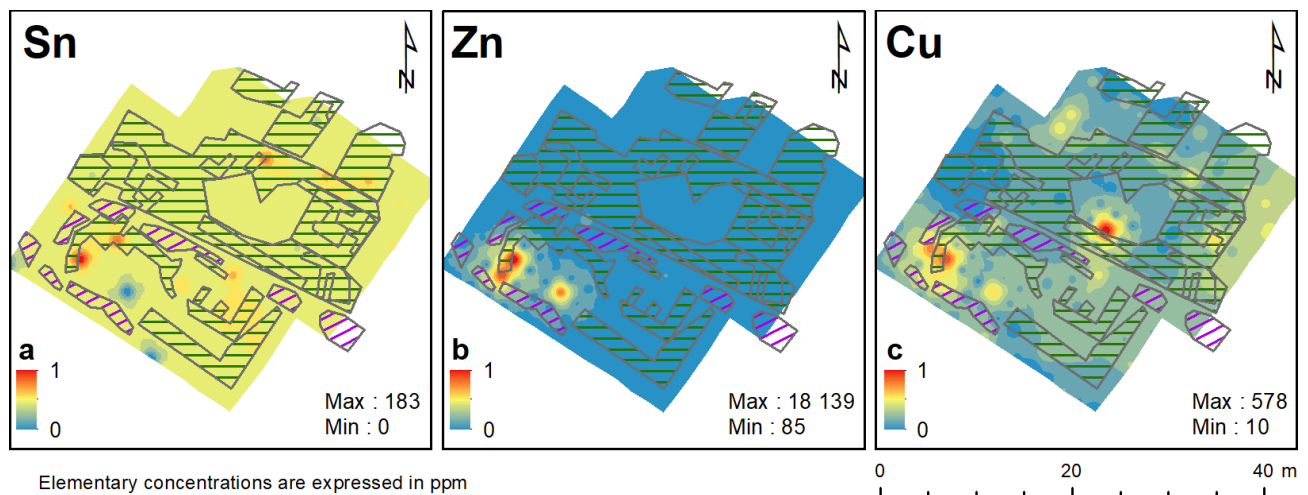 Sn
N
a
1
0
Max : 183
Min : 0
Zn
N
b
1
0
Max : 18 139
Min : 85
Cu
N
c
1
0
Max : 578
Min : 10
Elementary concentrations are expressed in ppm
0 20 40 m